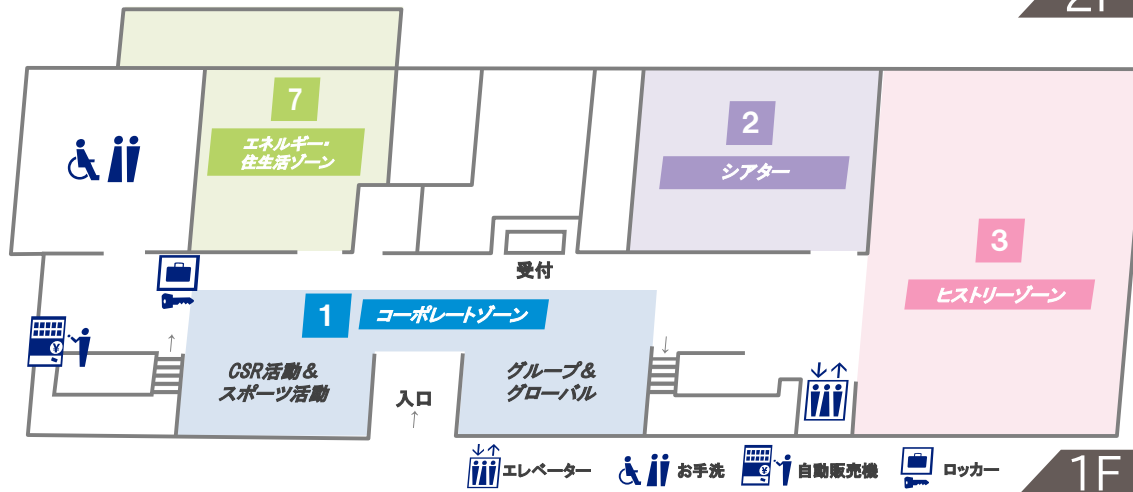 2F
7
エネルギー・
住生活ゾーン
2
シアター
3
ヒストリーゾーン
受付
1
コーポレートゾーン
¥
↑
↓
↓↑
CSR活動&
スポーツ活動
グループ&
グローバル
入口
↑
↓↑
エレベーター
お手洗
¥
自動販売機
ロッカー
1F